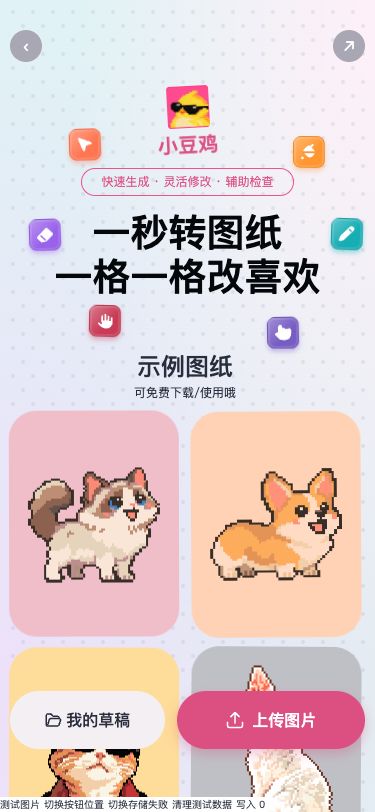 小豆鸡
快速生成 · 灵活修改 · 辅助检查
一秒转图纸
一格一格改喜欢
示例图纸
可免费下载/使用哦
我的草稿
上传图片
测试图片 切换按钮位置 切换存储失败 清理测试数据 写入 0